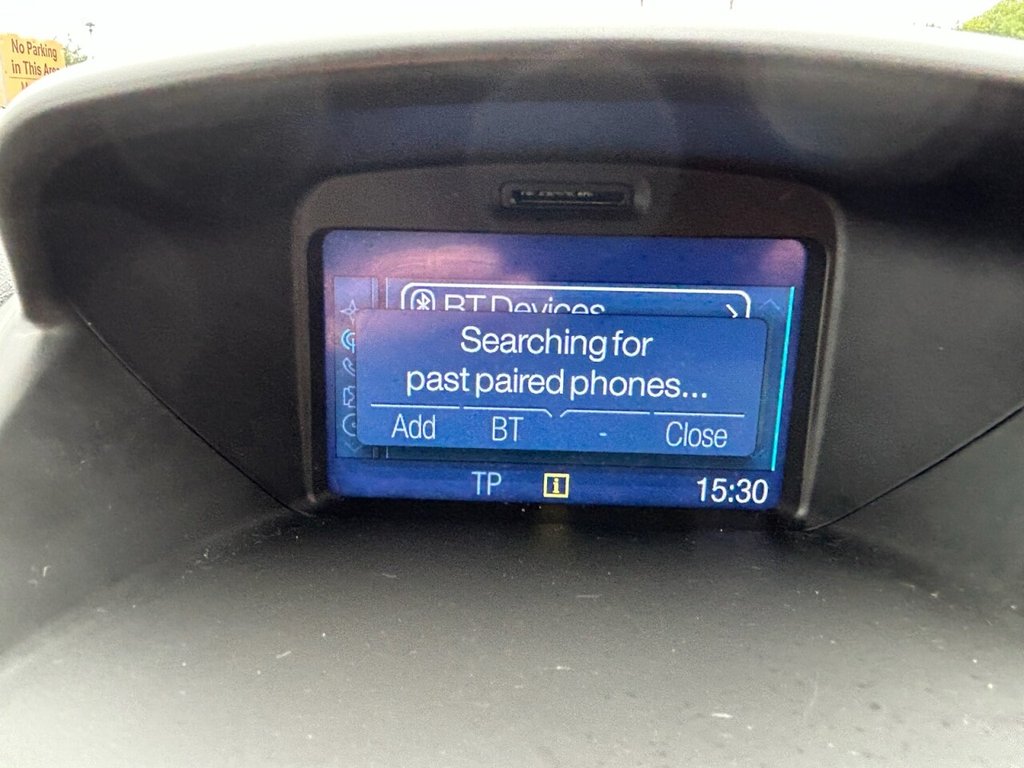 No Parking
in This Area
BT Devices
Searching for
past paired phones...
Add BT - Close
TP i 15:30